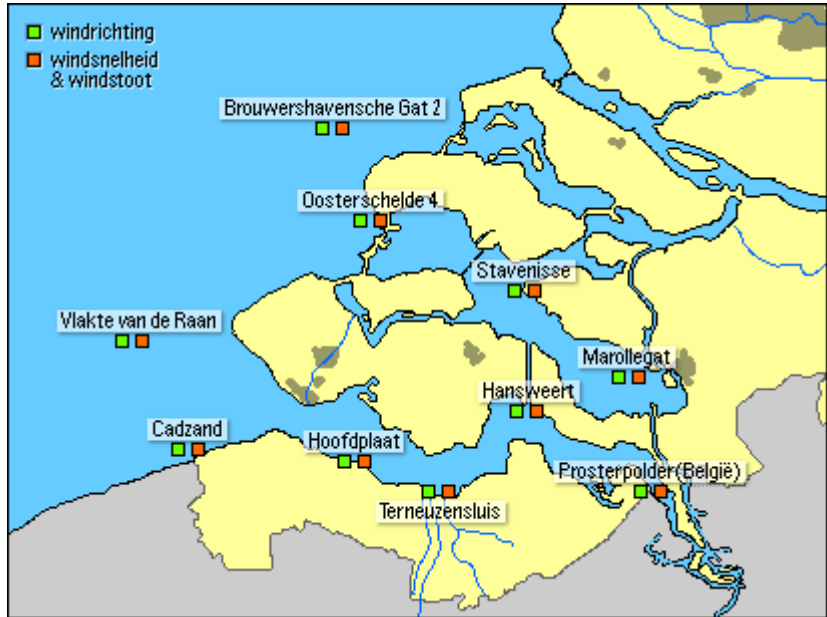 windrichting
windsnelheid
& windstoot
Brouwershavensche Gat 2
Oosterschelde 4
Stavenisse
Vlakte van de Raan
Marollegat
Hansweert
Cadzand
Hoofdplaat
Prosterpolder(België)
Terneuzensluis